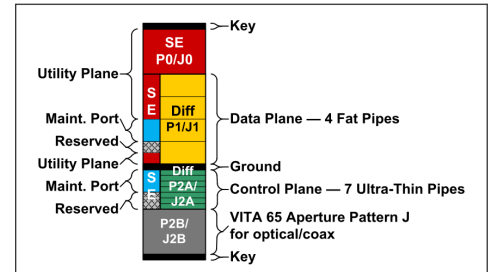 Key
SE
P0/J0
Utility Plane
S
E
Diff
P1/J1
Data Plane — 4 Fat Pipes
Maint. Port
Reserved
Utility Plane
Ground
S
E
Diff
P2A/
J2A
Maint. Port
Control Plane — 7 Ultra-Thin Pipes
Reserved
P2B/
J2B
VITA 65 Aperture Pattern J
for optical/coax
Key